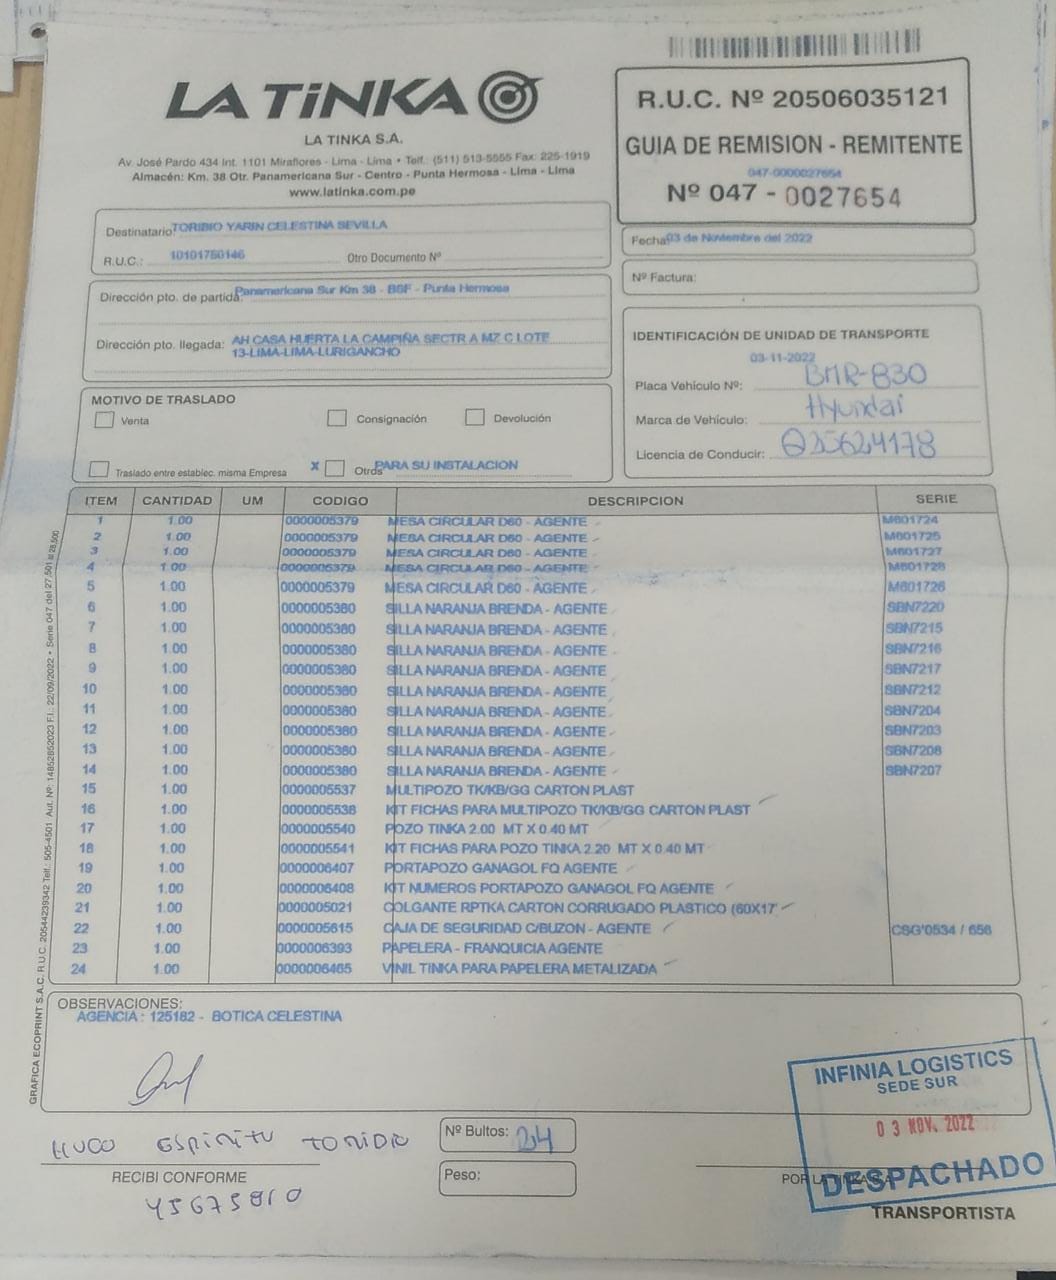 LA TiNKA
LA TINKA S.A.
Av. José Pardo 434 Int. 1101 Miraflores - Lima - Lima • Telf.: (511) 513-5555 Fax: 225-1919
Almacén: Km. 38 Otr. Panamericana Sur - Centro - Punta Hermosa - Lima - Lima
www.latinka.com.pe
R.U.C. Nº 20506035121
GUIA DE REMISION - REMITENTE
047-0000027654
Nº 047 - 0027654
Destinatario TORIBIO YARIN CELESTINA SEVILLA
R.U.C.: 10101750146 Otro Documento Nº
Fecha: 03 de Noviembre del 2022
Nº Factura:
Dirección pto. de partida: Panamericana Sur Km 38 - BSF - Punta Hermosa
Dirección pto. llegada: AH CASA HUERTA LA CAMPIÑA SECTR A MZ C LOTE
13-LIMA-LIMA-LURIGANCHO
IDENTIFICACIÓN DE UNIDAD DE TRANSPORTE
03-11-2022
Placa Vehículo Nº: BMR-830
Marca de Vehículo: Hyundai
Licencia de Conducir: Q25624178
MOTIVO DE TRASLADO
Venta Consignación Devolución
Traslado entre establec. misma Empresa X Otros PARA SU INSTALACION
ITEM CANTIDAD UM CODIGO DESCRIPCION SERIE
1 1.00 0000005379 MESA CIRCULAR D60 - AGENTE M601724
2 1.00 0000005379 MESA CIRCULAR D60 - AGENTE M601725
3 1.00 0000005379 MESA CIRCULAR D60 - AGENTE M601727
4 1.00 0000005379 MESA CIRCULAR D60 - AGENTE M601728
5 1.00 0000005379 MESA CIRCULAR D60 - AGENTE M601726
6 1.00 0000005380 SILLA NARANJA BRENDA - AGENTE SBN7220
7 1.00 0000005380 SILLA NARANJA BRENDA - AGENTE SBN7215
8 1.00 0000005380 SILLA NARANJA BRENDA - AGENTE SBN7216
9 1.00 0000005380 SILLA NARANJA BRENDA - AGENTE SBN7217
10 1.00 0000005380 SILLA NARANJA BRENDA - AGENTE SBN7212
11 1.00 0000005380 SILLA NARANJA BRENDA - AGENTE SBN7204
12 1.00 0000005380 SILLA NARANJA BRENDA - AGENTE SBN7203
13 1.00 0000005380 SILLA NARANJA BRENDA - AGENTE SBN7208
14 1.00 0000005380 SILLA NARANJA BRENDA - AGENTE SBN7207
15 1.00 0000005537 MULTIPOZO TK/KB/GG CARTON PLAST
16 1.00 0000005538 KIT FICHAS PARA MULTIPOZO TK/KB/GG CARTON PLAST
17 1.00 0000005540 POZO TINKA 2.00 MT X 0.40 MT
18 1.00 0000005541 KIT FICHAS PARA POZO TINKA 2.20 MT X 0.40 MT
19 1.00 0000006407 PORTAPOZO GANAGOL FQ AGENTE
20 1.00 0000006408 KIT NUMEROS PORTAPOZO GANAGOL FQ AGENTE
21 1.00 0000005021 COLGANTE RPTKA CARTON CORRUGADO PLASTICO (60X17
22 1.00 0000005615 CAJA DE SEGURIDAD C/BUZON - AGENTE CSG'0534 / 656
23 1.00 0000006393 PAPELERA - FRANQUICIA AGENTE
24 1.00 0000006465 VINIL TINKA PARA PAPELERA METALIZADA
GRAFICA ECOPRINT S.A.C. R.U.C. 20544239342 Telf.: 505-4501 Aut. Nº: 14852852023 F.I.: 22/09/2022 • Serie 047 del 27,501 al 28,500
OBSERVACIONES:
AGENCIA : 125182 - BOTICA CELESTINA
INFINIA LOGISTICS
SEDE SUR
03 NOV. 2022
DESPACHADO
HUGO ESPIRITU TORIBIO
Nº Bultos: 24
RECIBI CONFORME
Peso:
45675810
POR LA TINKA S.A.
TRANSPORTISTA